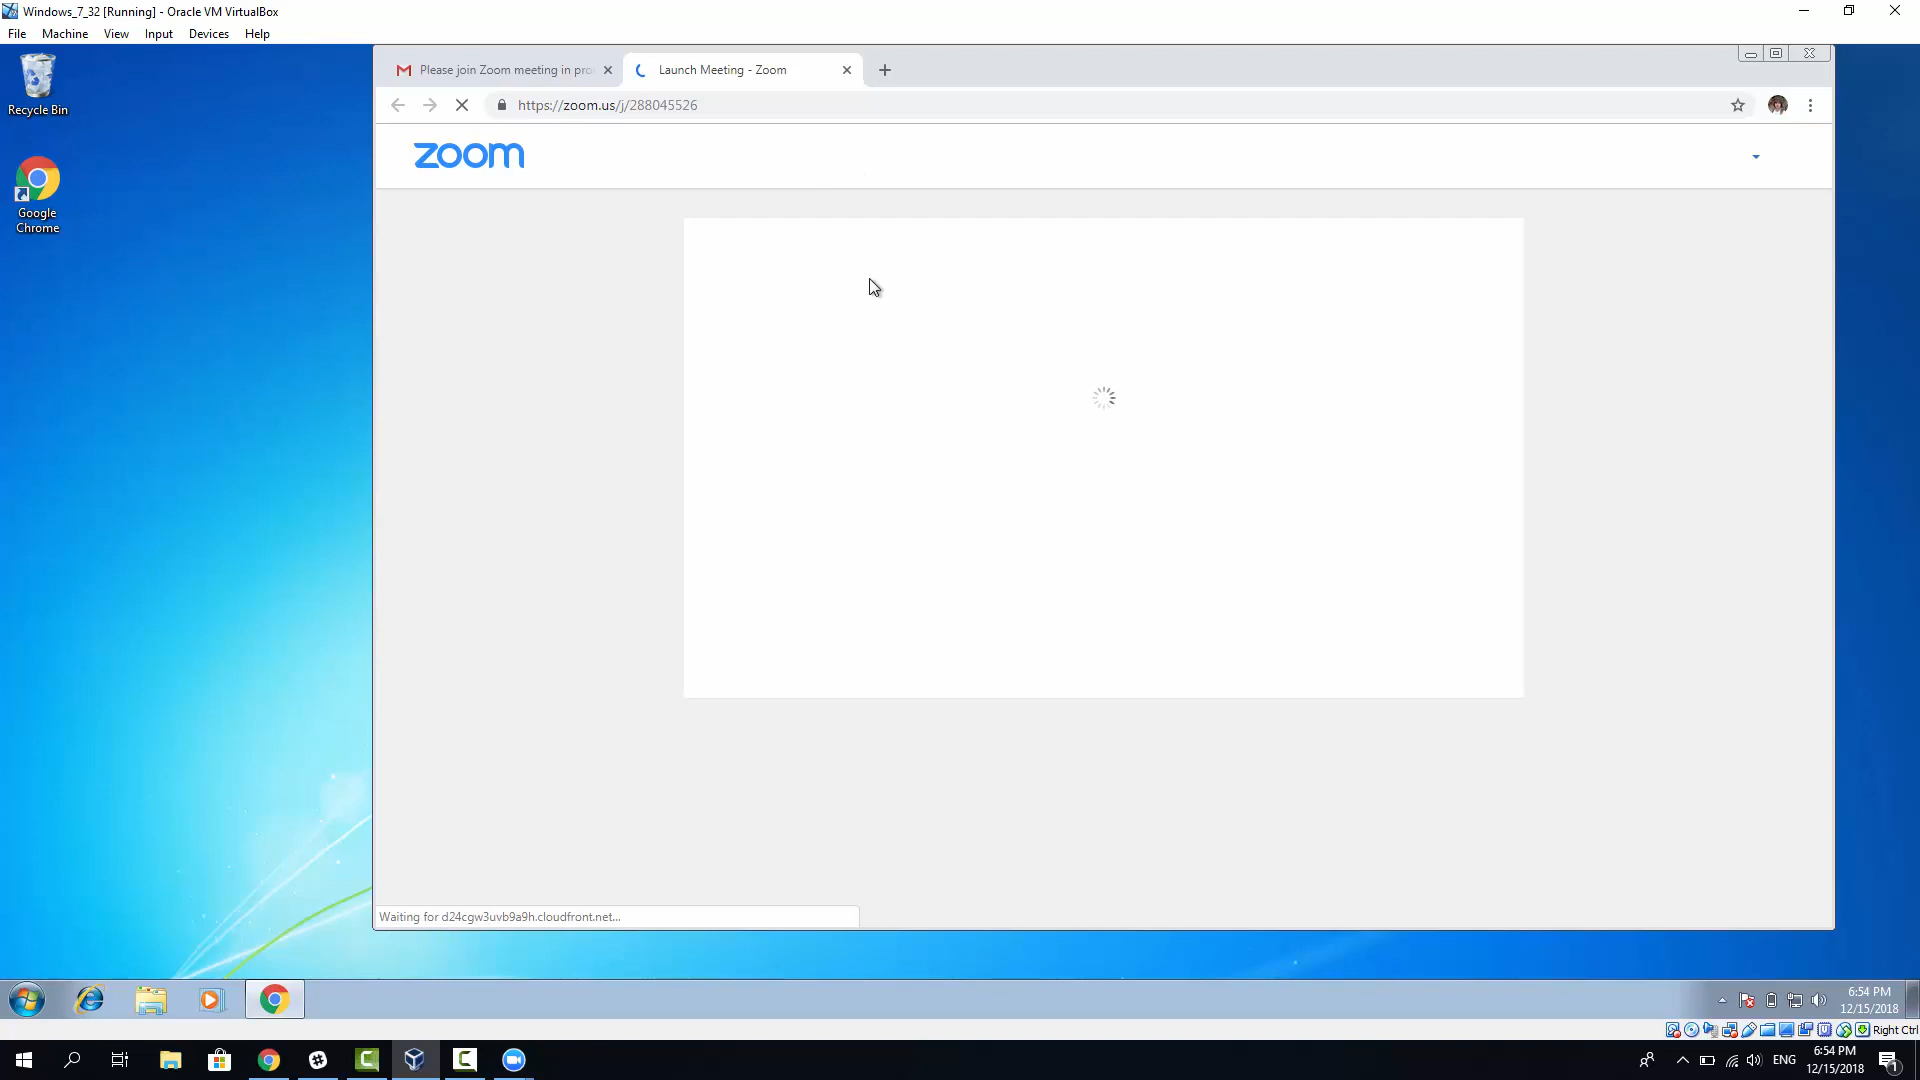 Windows_7_32 [Running] - Oracle VM VirtualBox
File Machine View Input Devices Help
Recycle Bin
Google
Chrome
Please join Zoom meeting in pro
Launch Meeting - Zoom
https://zoom.us/j/288045526
zoom
Waiting for d24cgw3uvb9a9h.cloudfront.net...
6:54 PM
12/15/2018
Right Ctrl
ENG
6:54 PM
12/15/2018
1